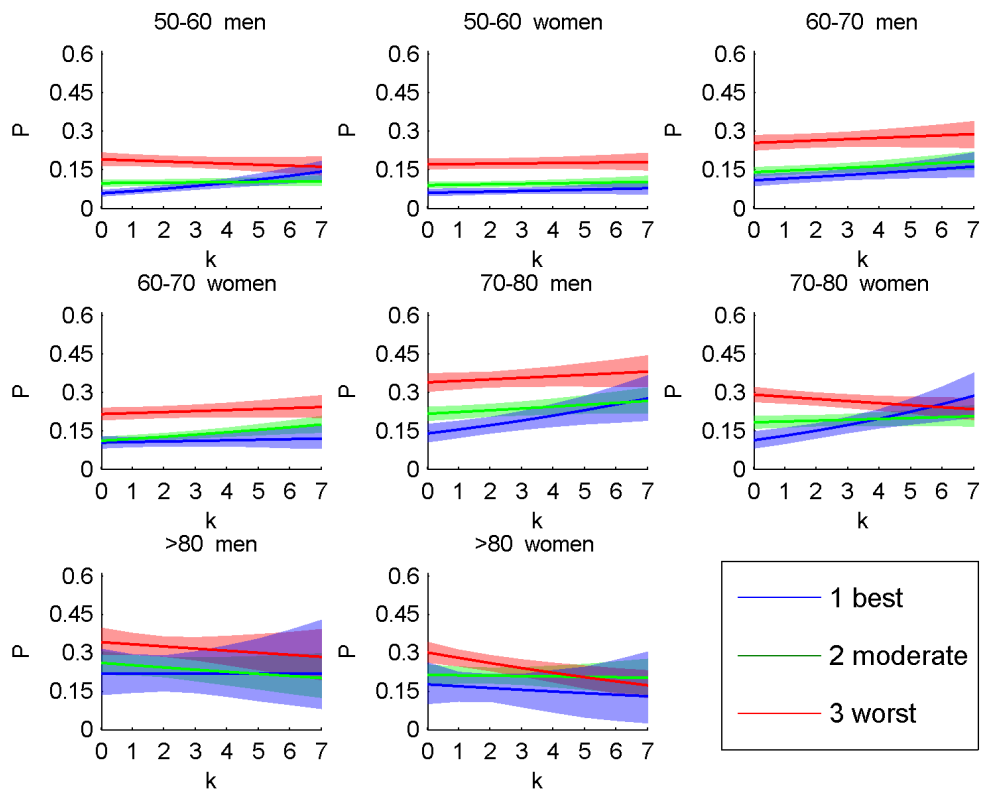 50-60 men
0.6
0.45
0.3
0.15
0
P
0 1 2 3 4 5 6 7
k
50-60 women
0.6
0.45
0.3
0.15
0
P
0 1 2 3 4 5 6 7
k
60-70 men
0.6
0.45
0.3
0.15
0
P
0 1 2 3 4 5 6 7
k
60-70 women
0.6
0.45
0.3
0.15
0
P
0 1 2 3 4 5 6 7
k
70-80 men
0.6
0.45
0.3
0.15
0
P
0 1 2 3 4 5 6 7
k
70-80 women
0.6
0.45
0.3
0.15
0
P
0 1 2 3 4 5 6 7
k
>80 men
0.6
0.45
0.3
0.15
0
P
0 1 2 3 4 5 6 7
k
>80 women
0.6
0.45
0.3
0.15
0
P
0 1 2 3 4 5 6 7
k
1 best
2 moderate
3 worst